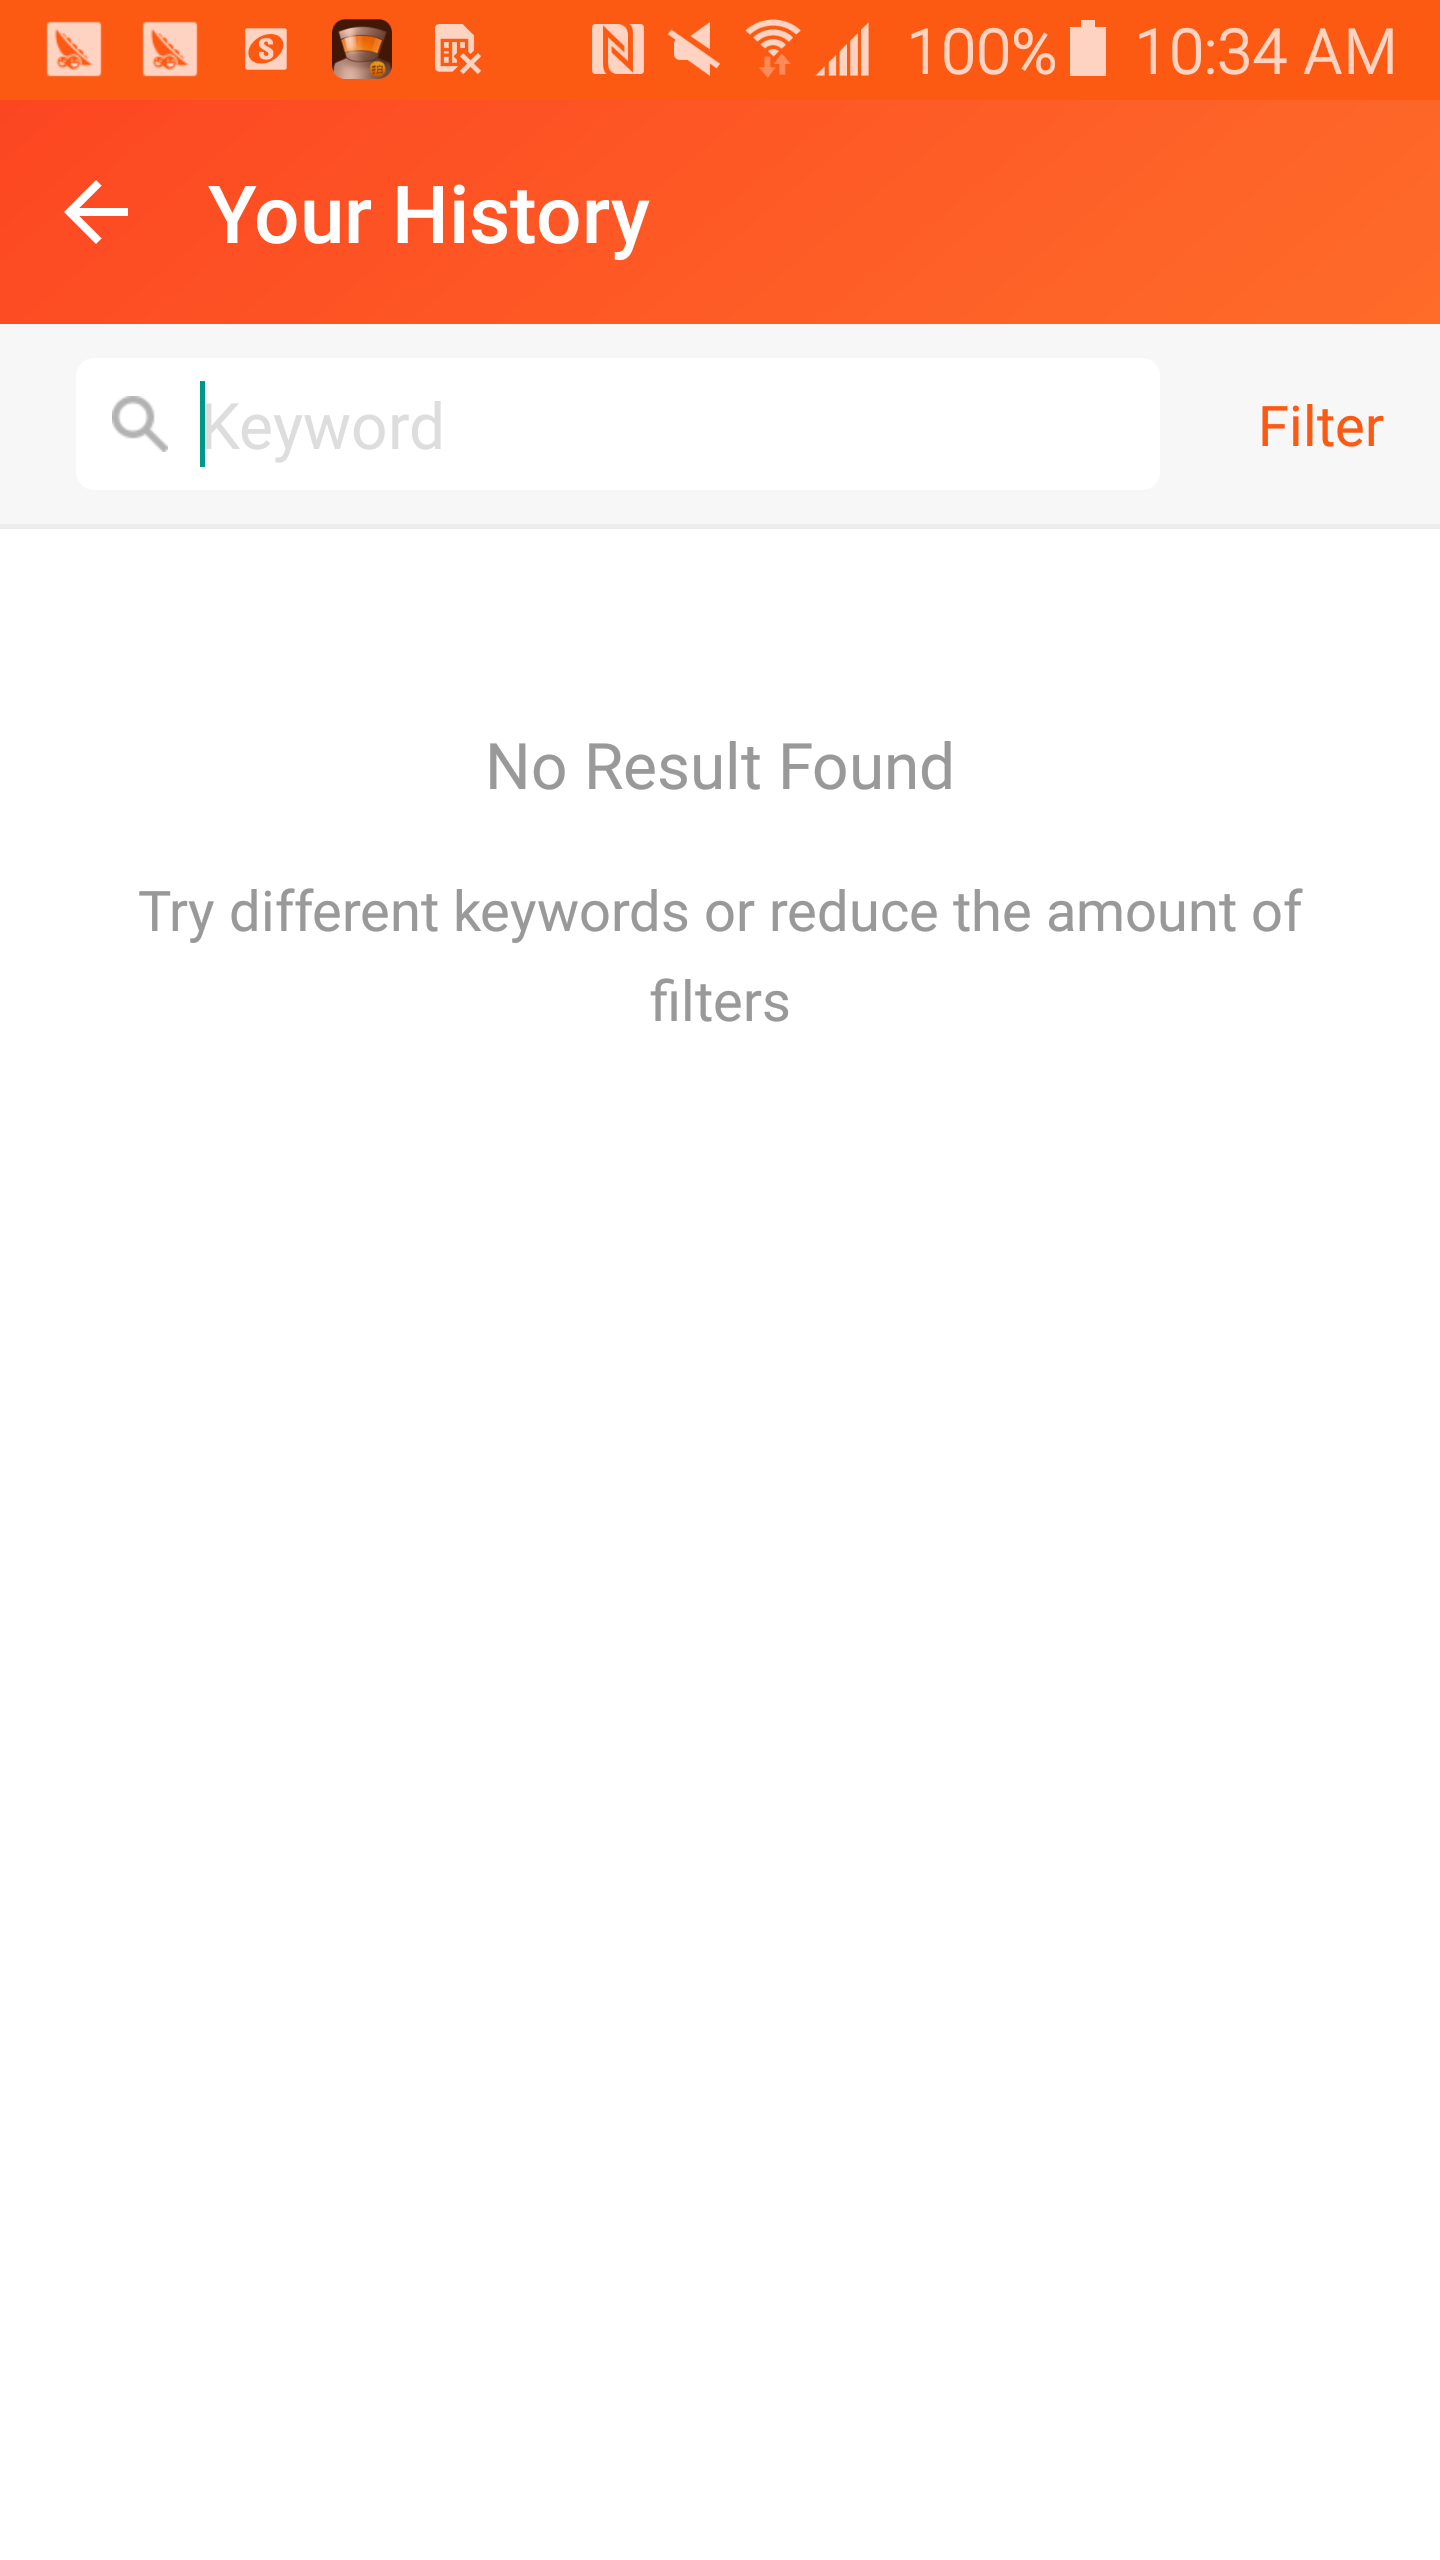 100% 10:34 AM
Your History
Keyword
Filter
No Result Found
Try different keywords or reduce the amount of
filters